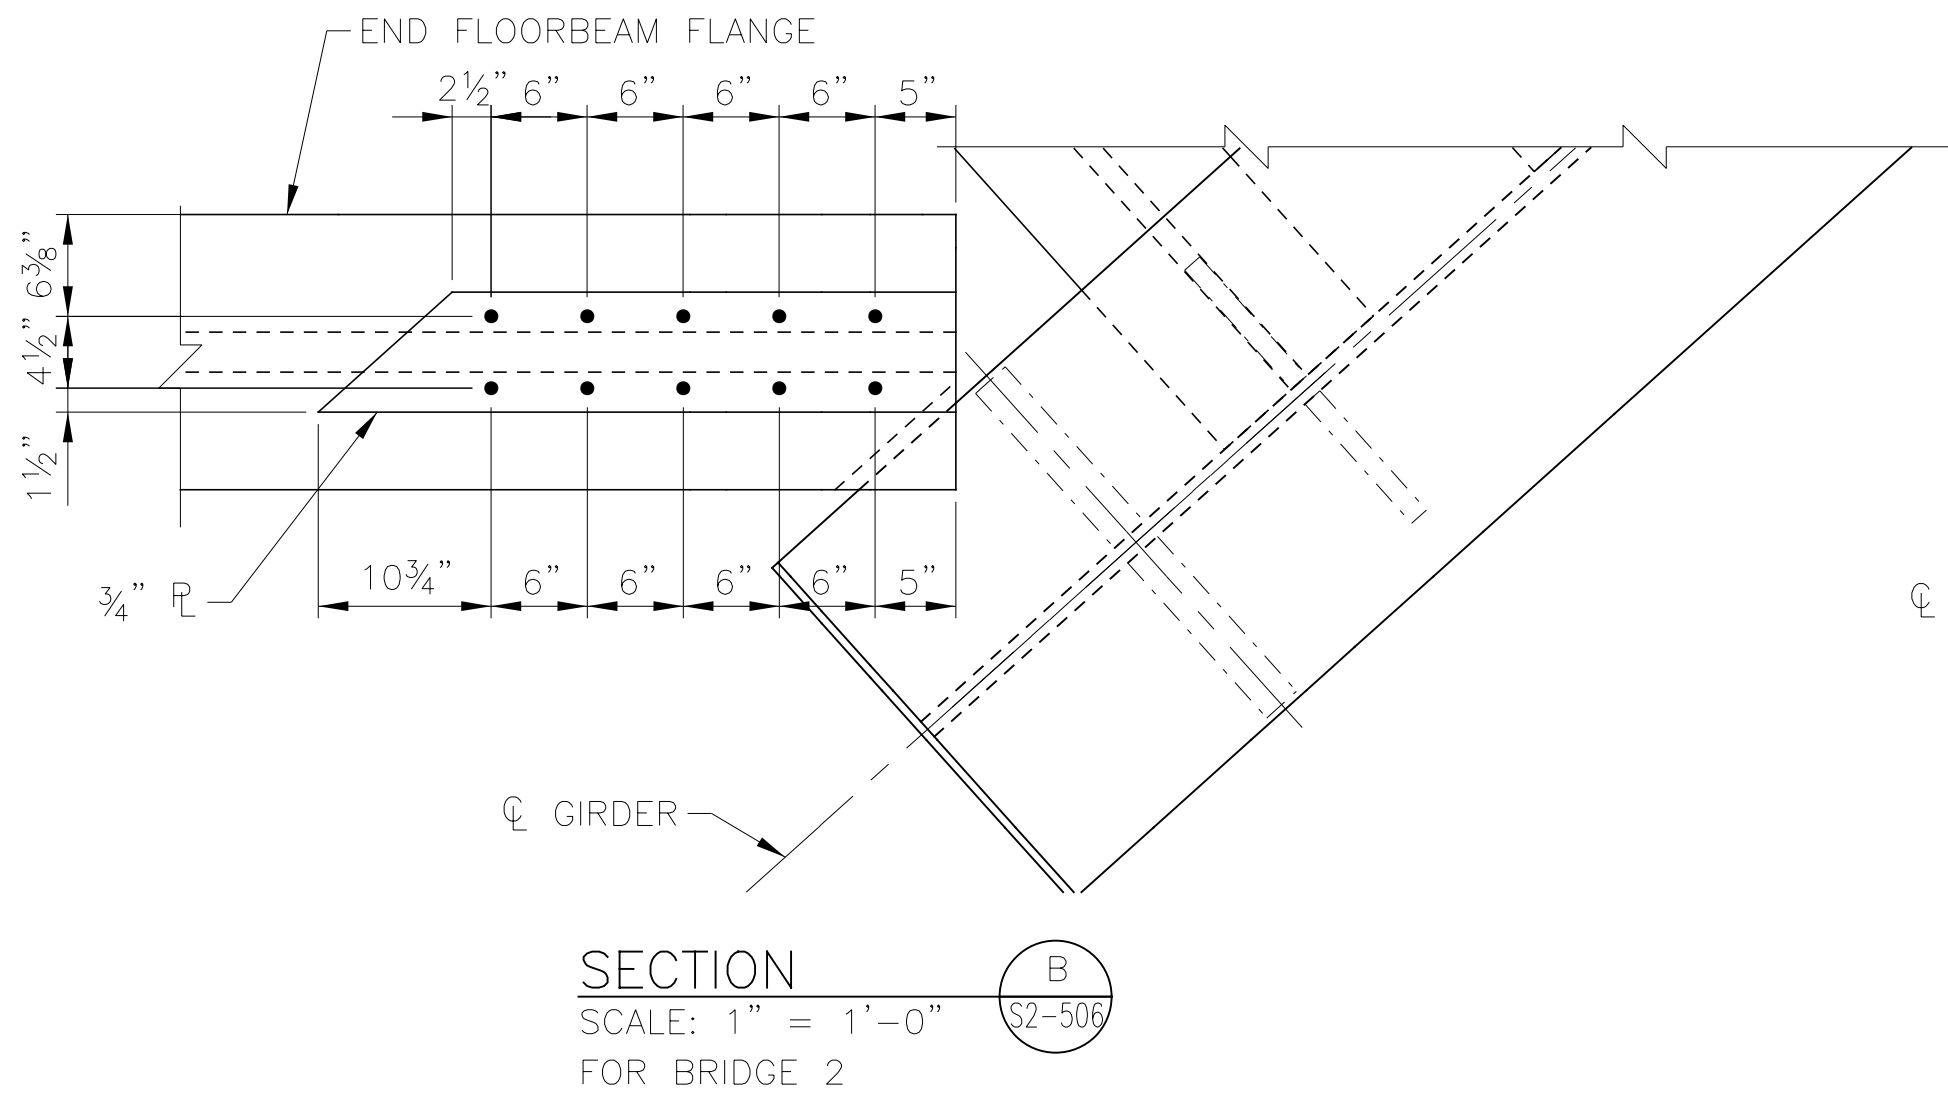 END FLOORBEAM FLANGE
2½" 6" 6" 6" 6" 5"
6⅜"
4½"
1½"
10¾" 6" 6" 6" 6" 5"
¾" ⅊
℄
℄ GIRDER
SECTION
B
S2-506
SCALE: 1" = 1'-0"
FOR BRIDGE 2